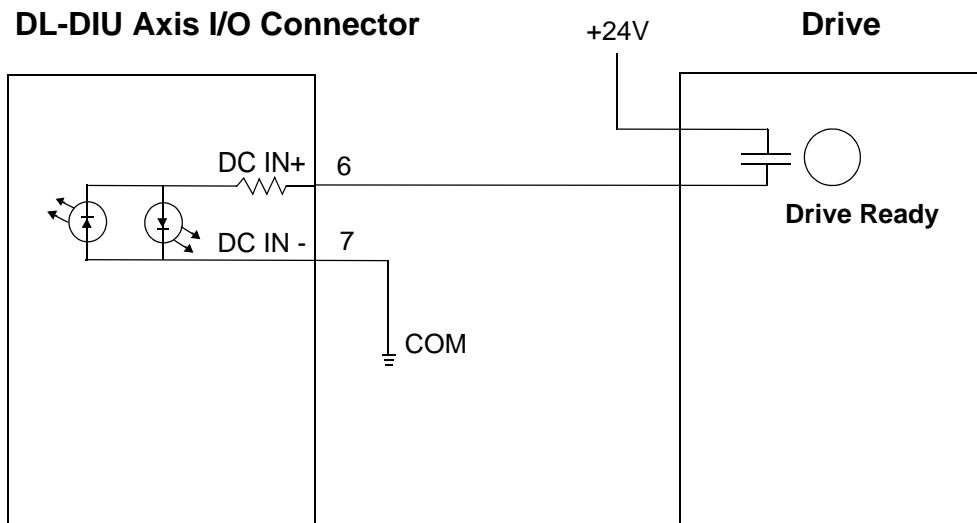 DL-DIU Axis I/O Connector
+24V
Drive
DC IN+
6
Drive Ready
DC IN -
7
COM